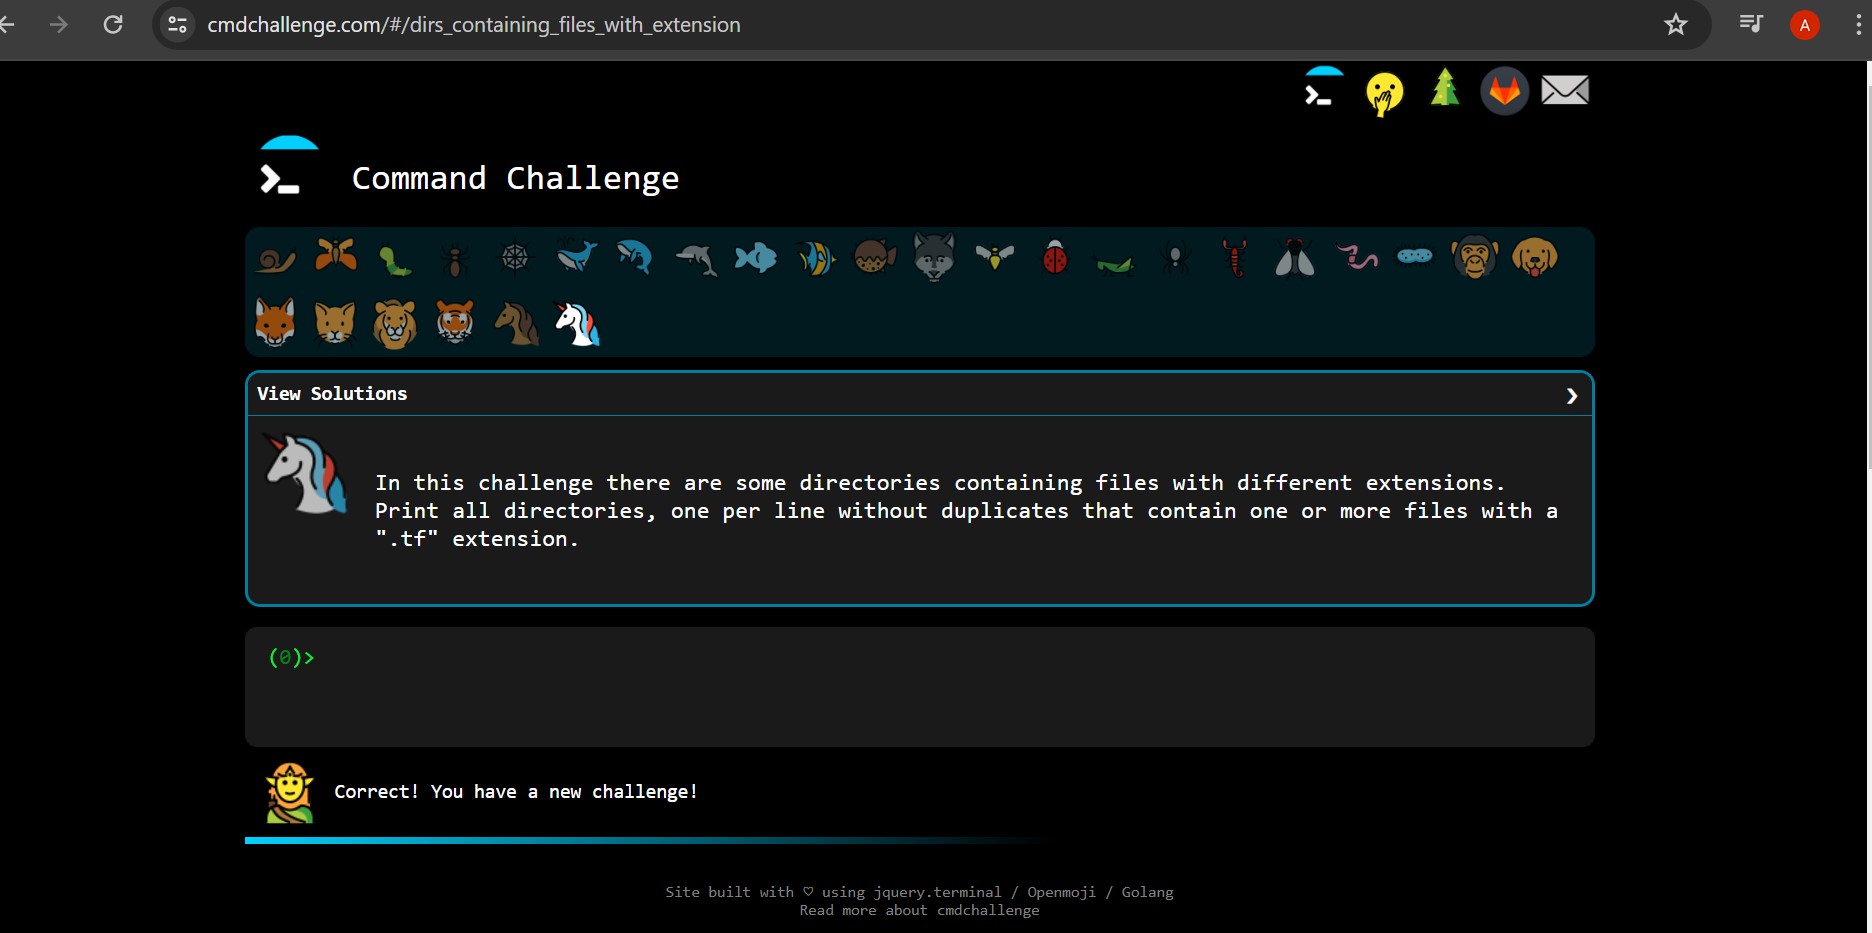 cmdchallenge.com/#/dirs_containing_files_with_extension
A
Command Challenge
View Solutions
In this challenge there are some directories containing files with different extensions.
Print all directories, one per line without duplicates that contain one or more files with a
".tf" extension.
(0)>
Correct! You have a new challenge!
Site built with ♡ using jquery.terminal / Openmoji / Golang
Read more about cmdchallenge